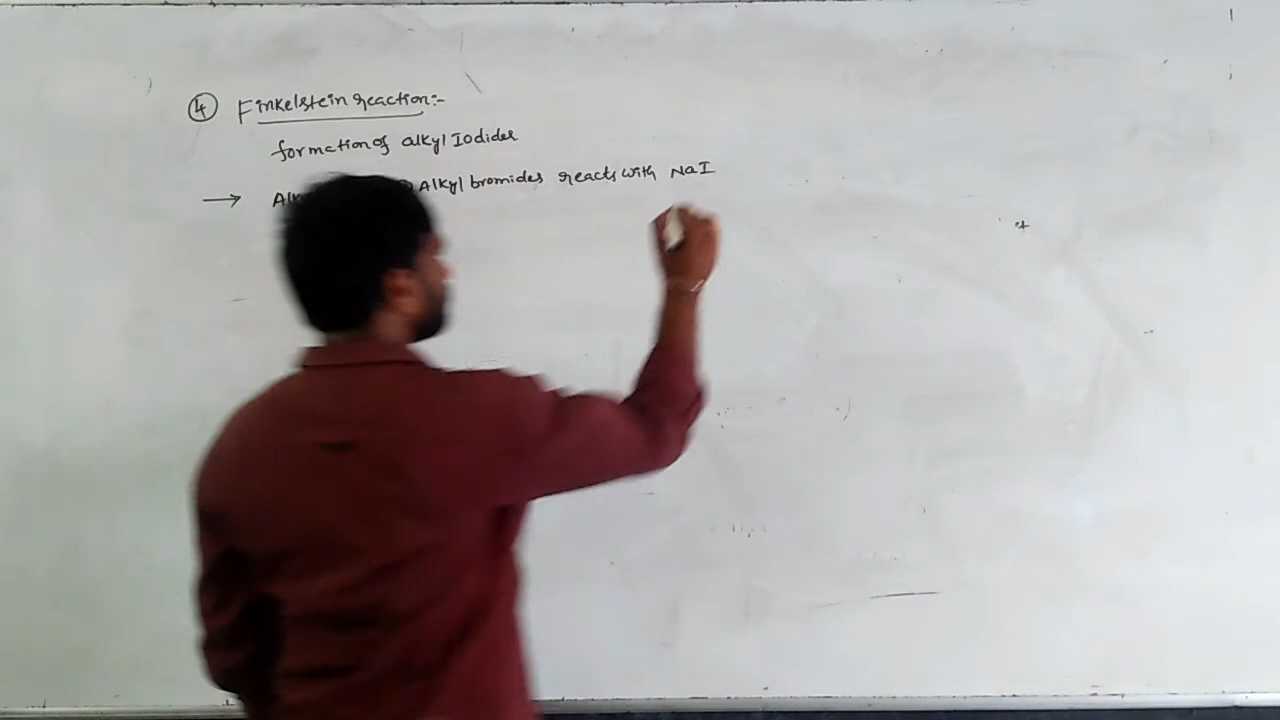 ④ Finkelstein reaction:-
formation of alkyl Iodides
→ Alkyl bromides reacts with NaI